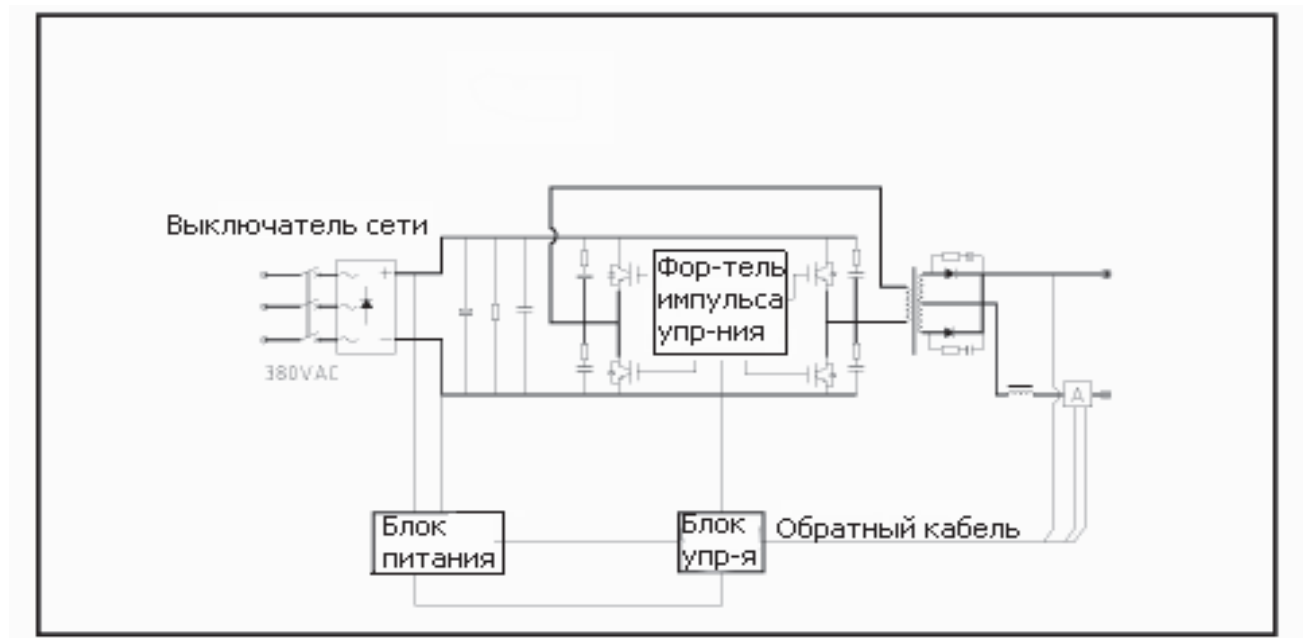 Выключатель сети
380VAC
+
−
Фор-тель
импульса
упр-ния
A
Блок
питания
Блок
упр-я
Обратный кабель